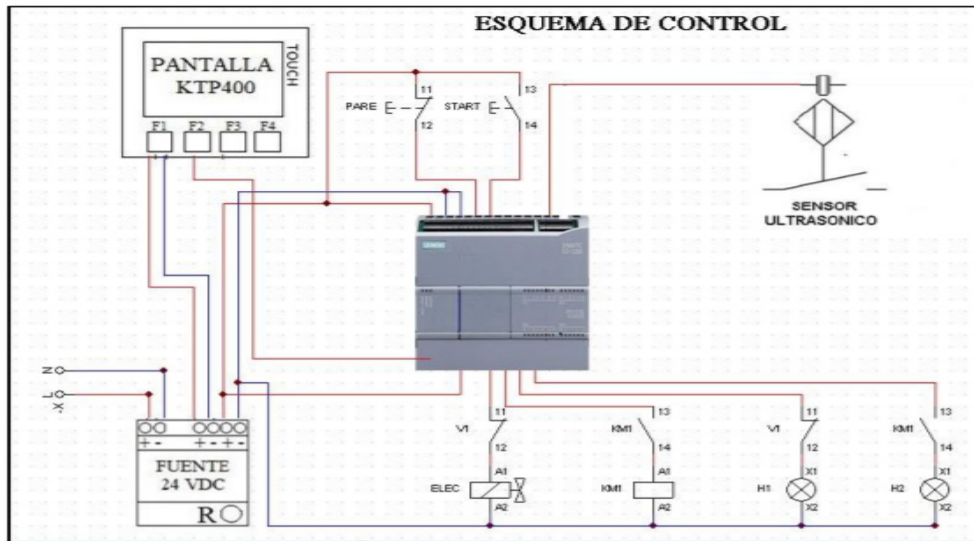 ESQUEMA DE CONTROL
PANTALLA
KTP400
TOUCH
F1 F2 F3 F4
11
PARE
12
13
START
14
SENSOR
ULTRASONICO
SIEMENS
N
L
+ - + - + -
FUENTE
24 VDC
R
V1
11
12
ELEC
A1
A2
KM1
13
14
KM1
A1
A2
V1
11
12
H1
X1
X2
KM1
13
14
H2
X1
X2